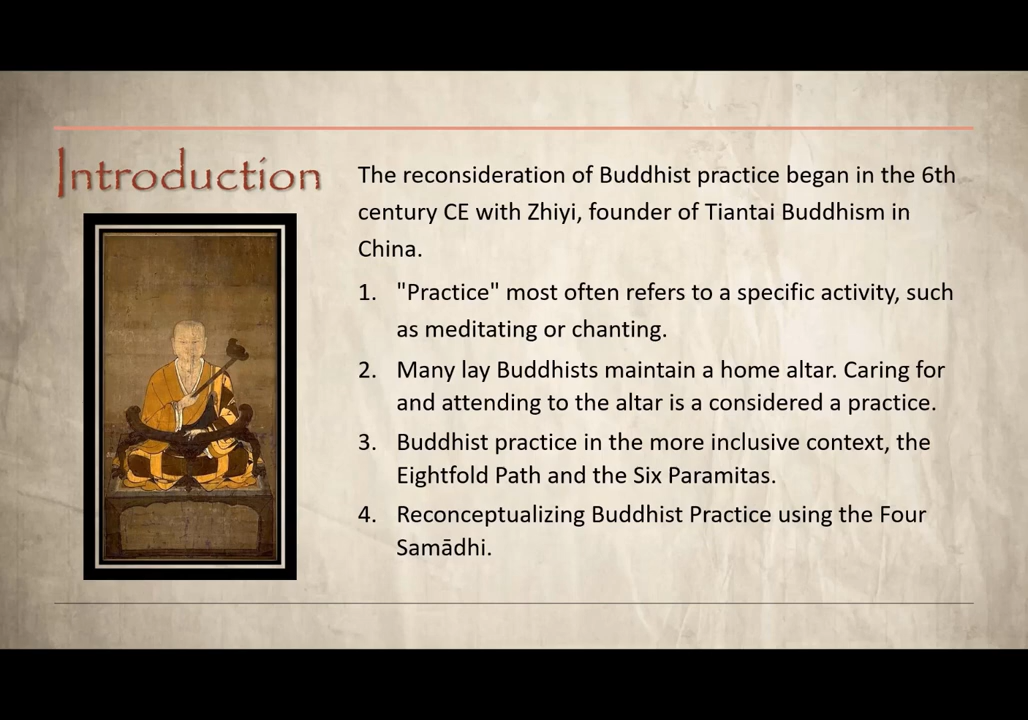 Introduction
The reconsideration of Buddhist practice began in the 6th
century CE with Zhiyi, founder of Tiantai Buddhism in
China.
1. "Practice" most often refers to a specific activity, such
as meditating or chanting.
2. Many lay Buddhists maintain a home altar. Caring for
and attending to the altar is a considered a practice.
3. Buddhist practice in the more inclusive context, the
Eightfold Path and the Six Paramitas.
4. Reconceptualizing Buddhist Practice using the Four
Samādhi.